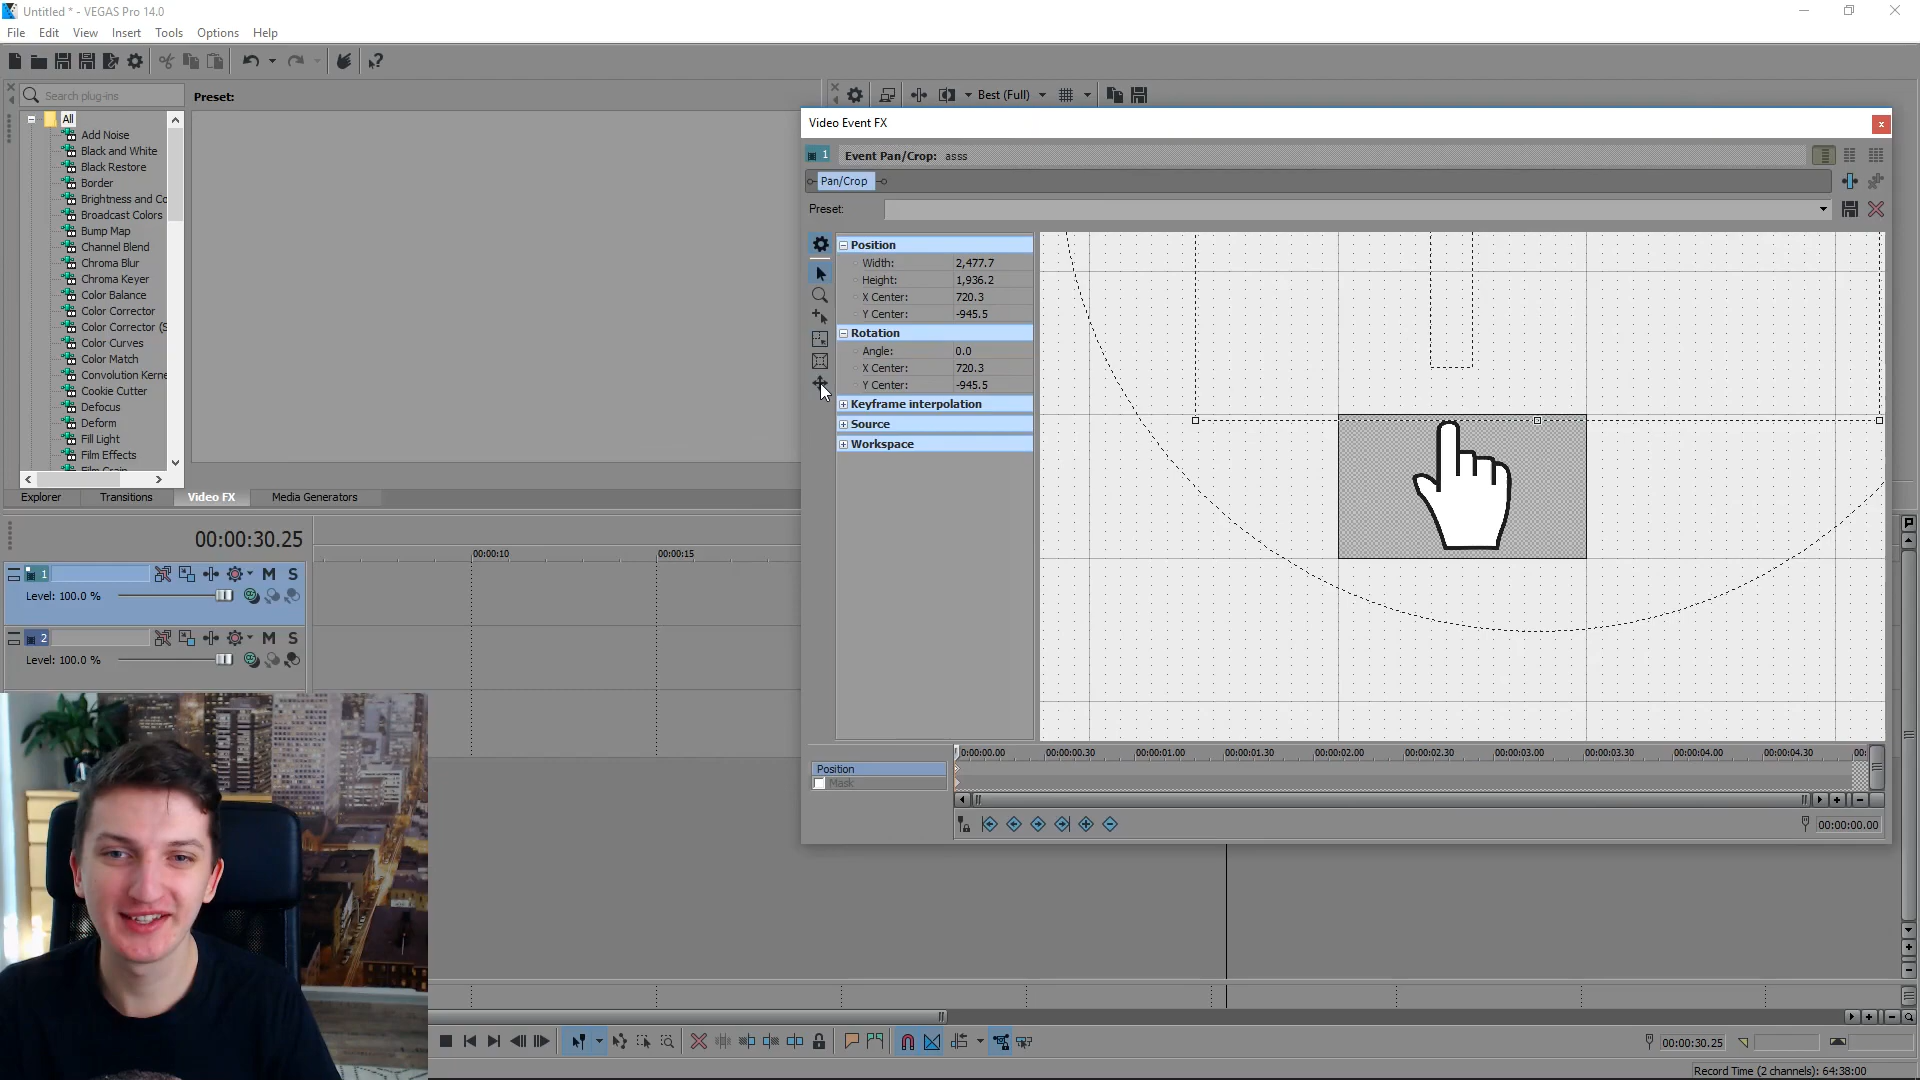 Untitled * - VEGAS Pro 14.0
File Edit View Insert Tools Options Help
Search plug-ins
Preset:
Best (Full)
All
Add Noise
Black and White
Black Restore
Border
Brightness and Co
Broadcast Colors
Bump Map
Channel Blend
Chroma Blur
Chroma Keyer
Color Balance
Color Corrector
Color Corrector (S
Color Curves
Color Match
Convolution Kerne
Cookie Cutter
Defocus
Deform
Fill Light
Film Effects
Film Grain
Explorer Transitions Video FX Media Generators
Video Event FX
1 Event Pan/Crop: asss
Pan/Crop
Preset:
Position
Width: 2,477.7
Height: 1,936.2
X Center: 720.3
Y Center: -945.5
Rotation
Angle: 0.0
X Center: 720.3
Y Center: -945.5
Keyframe interpolation
Source
Workspace
00:00:00.00 00:00:00.30 00:00:01.00 00:00:01.30 00:00:02.00 00:00:02.30 00:00:03.00 00:00:03.30 00:00:04.00 00:00:04.30 00:
Position
Mask
00:00:00.00
00:00:30.25
00:00:10 00:00:15
1 M S
Level: 100.0 %
2 M S
Level: 100.0 %
00:00:30.25
Record Time (2 channels): 64:38:00